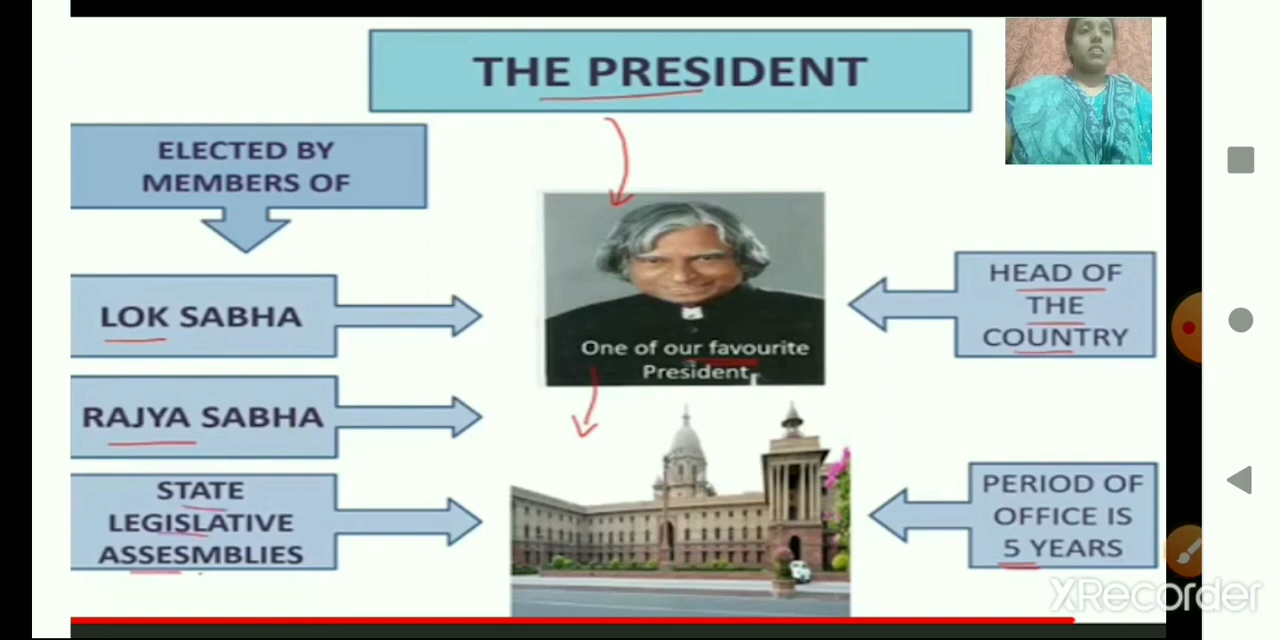 THE PRESIDENT
ELECTED BY
MEMBERS OF
LOK SABHA
RAJYA SABHA
STATE
LEGISLATIVE
ASSESMBLIES
One of our favourite
President
HEAD OF
THE
COUNTRY
PERIOD OF
OFFICE IS
5 YEARS
XRecorder